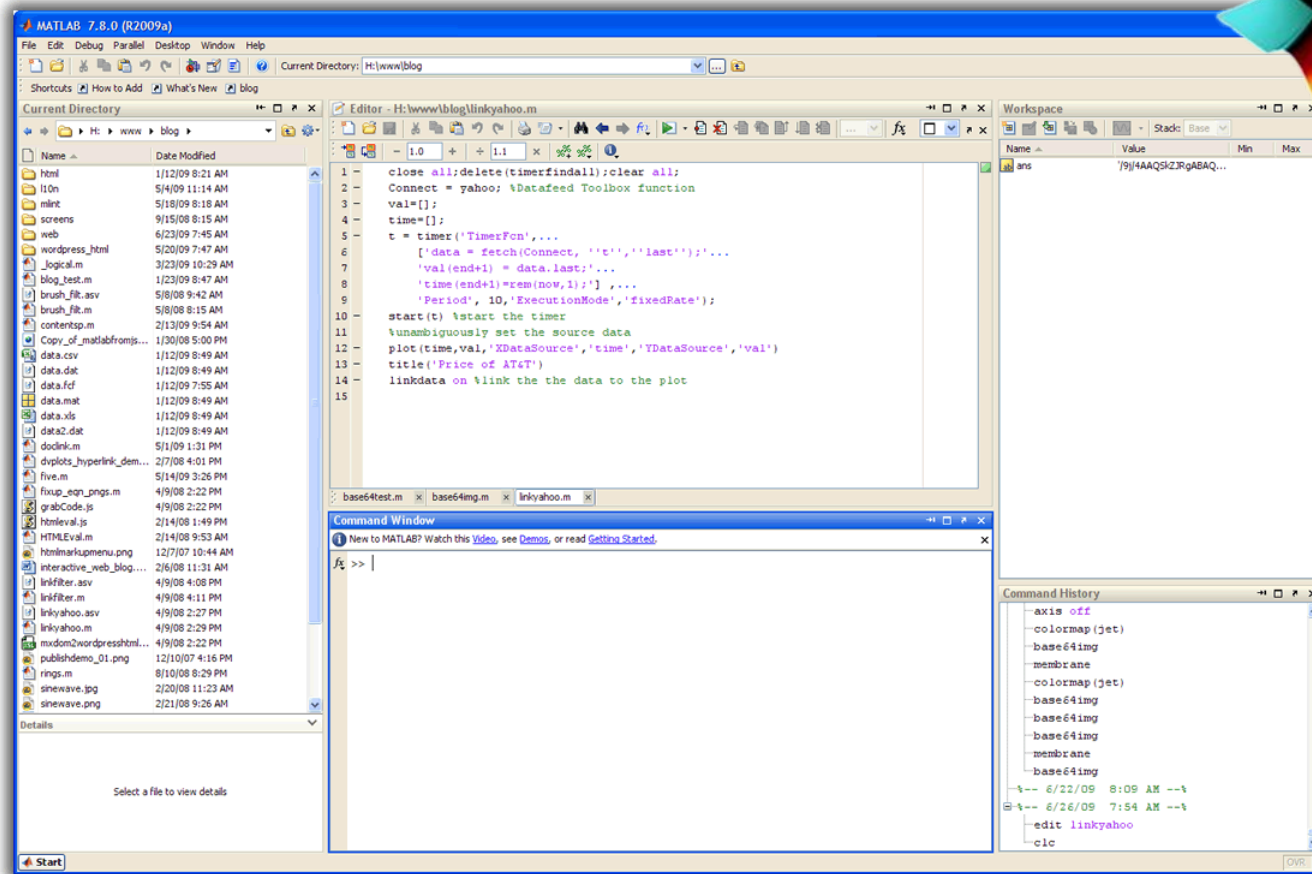 MATLAB 7.8.0 (R2009a)
File Edit Debug Parallel Desktop Window Help
Current Directory: H:\www\blog
Shortcuts How to Add What's New blog
Current Directory
H: ▸ www ▸ blog ▸
Name Date Modified
html 1/12/09 8:21 AM
l10n 5/4/09 11:14 AM
mlint 5/18/09 8:18 AM
screens 9/15/08 8:15 AM
web 6/23/09 7:45 AM
wordpress_html 5/20/09 7:47 AM
_logical.m 3/23/09 10:29 AM
blog_test.m 1/23/09 8:47 AM
brush_filt.asv 5/8/08 9:42 AM
brush_filt.m 5/8/08 8:15 AM
contentsp.m 2/13/09 9:54 AM
Copy_of_matlabfromjs... 1/30/08 5:00 PM
data.csv 1/12/09 8:49 AM
data.dat 1/12/09 8:49 AM
data.fcf 1/12/09 7:55 AM
data.mat 1/12/09 8:49 AM
data.xls 1/12/09 8:49 AM
data2.dat 1/12/09 8:49 AM
doclink.m 5/1/09 1:31 PM
dvplots_hyperlink_dem... 2/7/08 4:01 PM
five.m 5/14/09 3:26 PM
fixup_eqn_pngs.m 4/9/08 2:22 PM
grabCode.js 4/9/08 2:22 PM
htmleval.js 2/14/08 1:49 PM
HTMLEval.m 2/14/08 9:53 AM
htmlmarkupmenu.png 12/7/07 10:44 AM
interactive_web_blog.... 2/6/08 11:31 AM
linkfilter.asv 4/9/08 4:08 PM
linkfilter.m 4/9/08 4:11 PM
linkyahoo.asv 4/9/08 2:27 PM
linkyahoo.m 4/9/08 2:29 PM
mxdom2wordpresshtml... 4/9/08 2:22 PM
publishdemo_01.png 12/10/07 4:16 PM
rings.m 8/10/08 8:29 PM
sinewave.jpg 2/20/08 11:23 AM
sinewave.png 2/21/08 9:26 AM
Details
Select a file to view details
Start
Editor - H:\www\blog\linkyahoo.m
fx
− 1.0 + ÷ 1.1 ×
1 − close all;delete(timerfindall);clear all;
2 − Connect = yahoo; %Datafeed Toolbox function
3 − val=[];
4 − time=[];
5 − t = timer('TimerFcn',...
6 ['data = fetch(Connect, ''t'',''last'');'...
7 'val(end+1) = data.last;'...
8 'time(end+1)=rem(now,1);'] ,...
9 'Period', 10,'ExecutionMode','fixedRate');
10 − start(t) %start the timer
11 %unambiguously set the source data
12 − plot(time,val,'XDataSource','time','YDataSource','val')
13 − title('Price of AT&T')
14 − linkdata on %link the the data to the plot
15
base64test.m × base64img.m × linkyahoo.m ×
Command Window
New to MATLAB? Watch this Video, see Demos, or read Getting Started.
fx >>
Workspace
Stack: Base
Name Value Min Max
ans '/9j/4AAQSkZJRgABAQ...
Command History
axis off
colormap(jet)
base64img
membrane
colormap(jet)
base64img
base64img
base64img
membrane
base64img
%-- 6/22/09 8:09 AM --%
%-- 6/26/09 7:54 AM --%
edit linkyahoo
clc
OVR